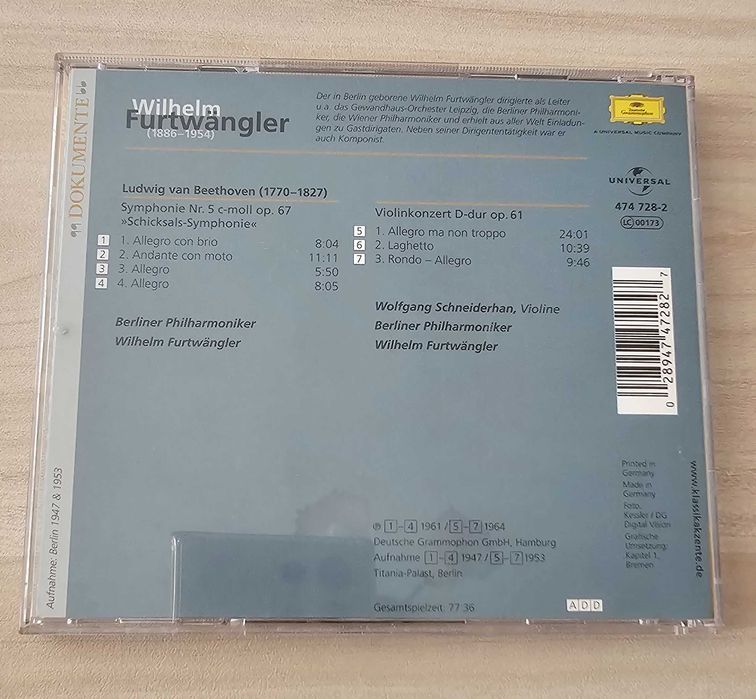 „„ DOKUMENTE““
Aufnahme: Berlin 1947 & 1953
Wilhelm
Furtwängler
(1886–1954)
Der in Berlin geborene Wilhelm Furtwängler dirigierte als Leiter
u.a. das Gewandhaus-Orchester Leipzig, die Berliner Philharmoni-
ker, die Wiener Philharmoniker und erhielt aus aller Welt Einladun-
gen zu Gastdirigaten. Neben seiner Dirigententätigkeit war er
auch Komponist.
Deutsche
Grammophon
A UNIVERSAL MUSIC COMPANY
UNIVERSAL
474 728-2
LC 00173
Ludwig van Beethoven (1770–1827)
Symphonie Nr. 5 c-moll op. 67
»Schicksals-Symphonie«
1 1. Allegro con brio 8:04
2 2. Andante con moto 11:11
3 3. Allegro 5:50
4 4. Allegro 8:05
Berliner Philharmoniker
Wilhelm Furtwängler
Violinkonzert D-dur op. 61
5 1. Allegro ma non troppo 24:01
6 2. Laghetto 10:39
7 3. Rondo – Allegro 9:46
Wolfgang Schneiderhan, Violine
Berliner Philharmoniker
Wilhelm Furtwängler
0 28947 47282 7
Printed in
Germany
Made in
Germany
Foto:
Kessler / DG
Digital Vision
Grafische
Umsetzung:
Kapitel 1,
Bremen
www.klassikakzente.de
℗ 1–4 1961 / 5–7 1964
Deutsche Grammophon GmbH, Hamburg
Aufnahme 1–4 1947 / 5–7 1953
Titania-Palast, Berlin
Gesamtspielzeit: 77:36
ADD